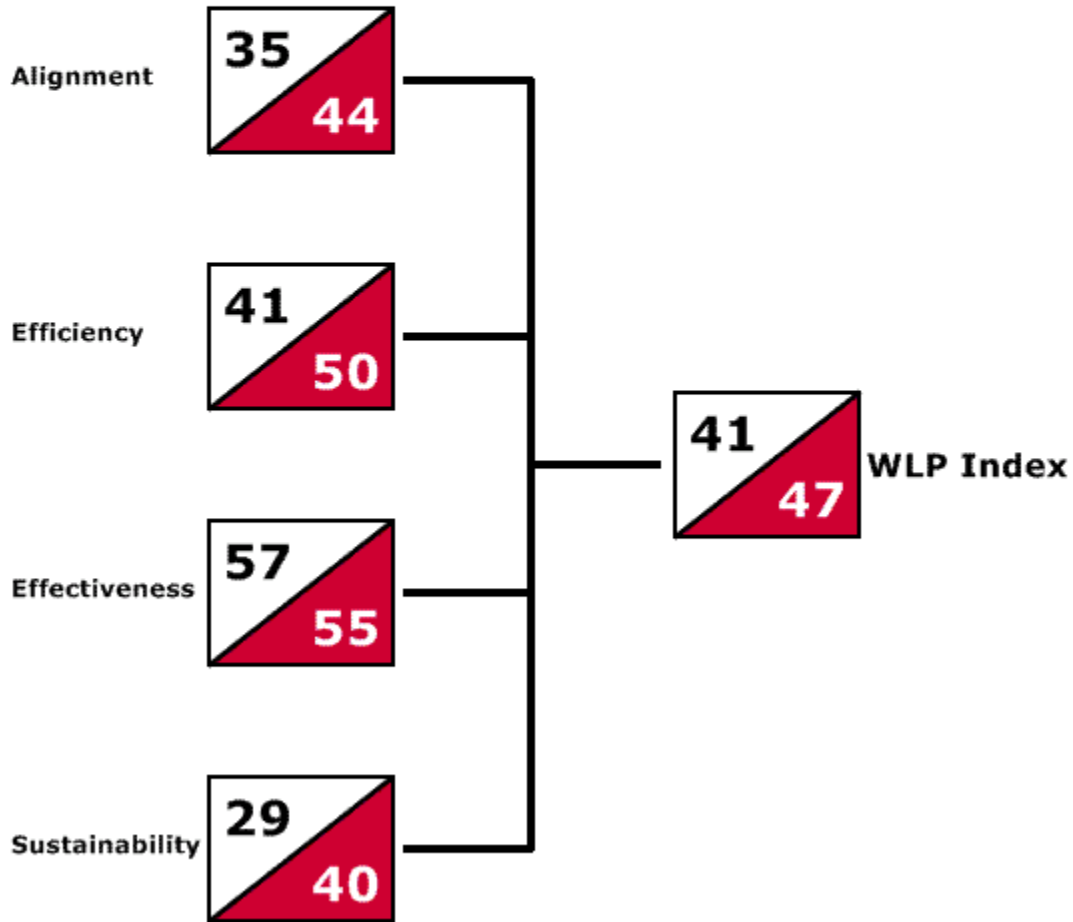 35
Alignment
44
41
Efficiency
50
41
WLP Index
47
57
Effectiveness
55
29
Sustainability
40